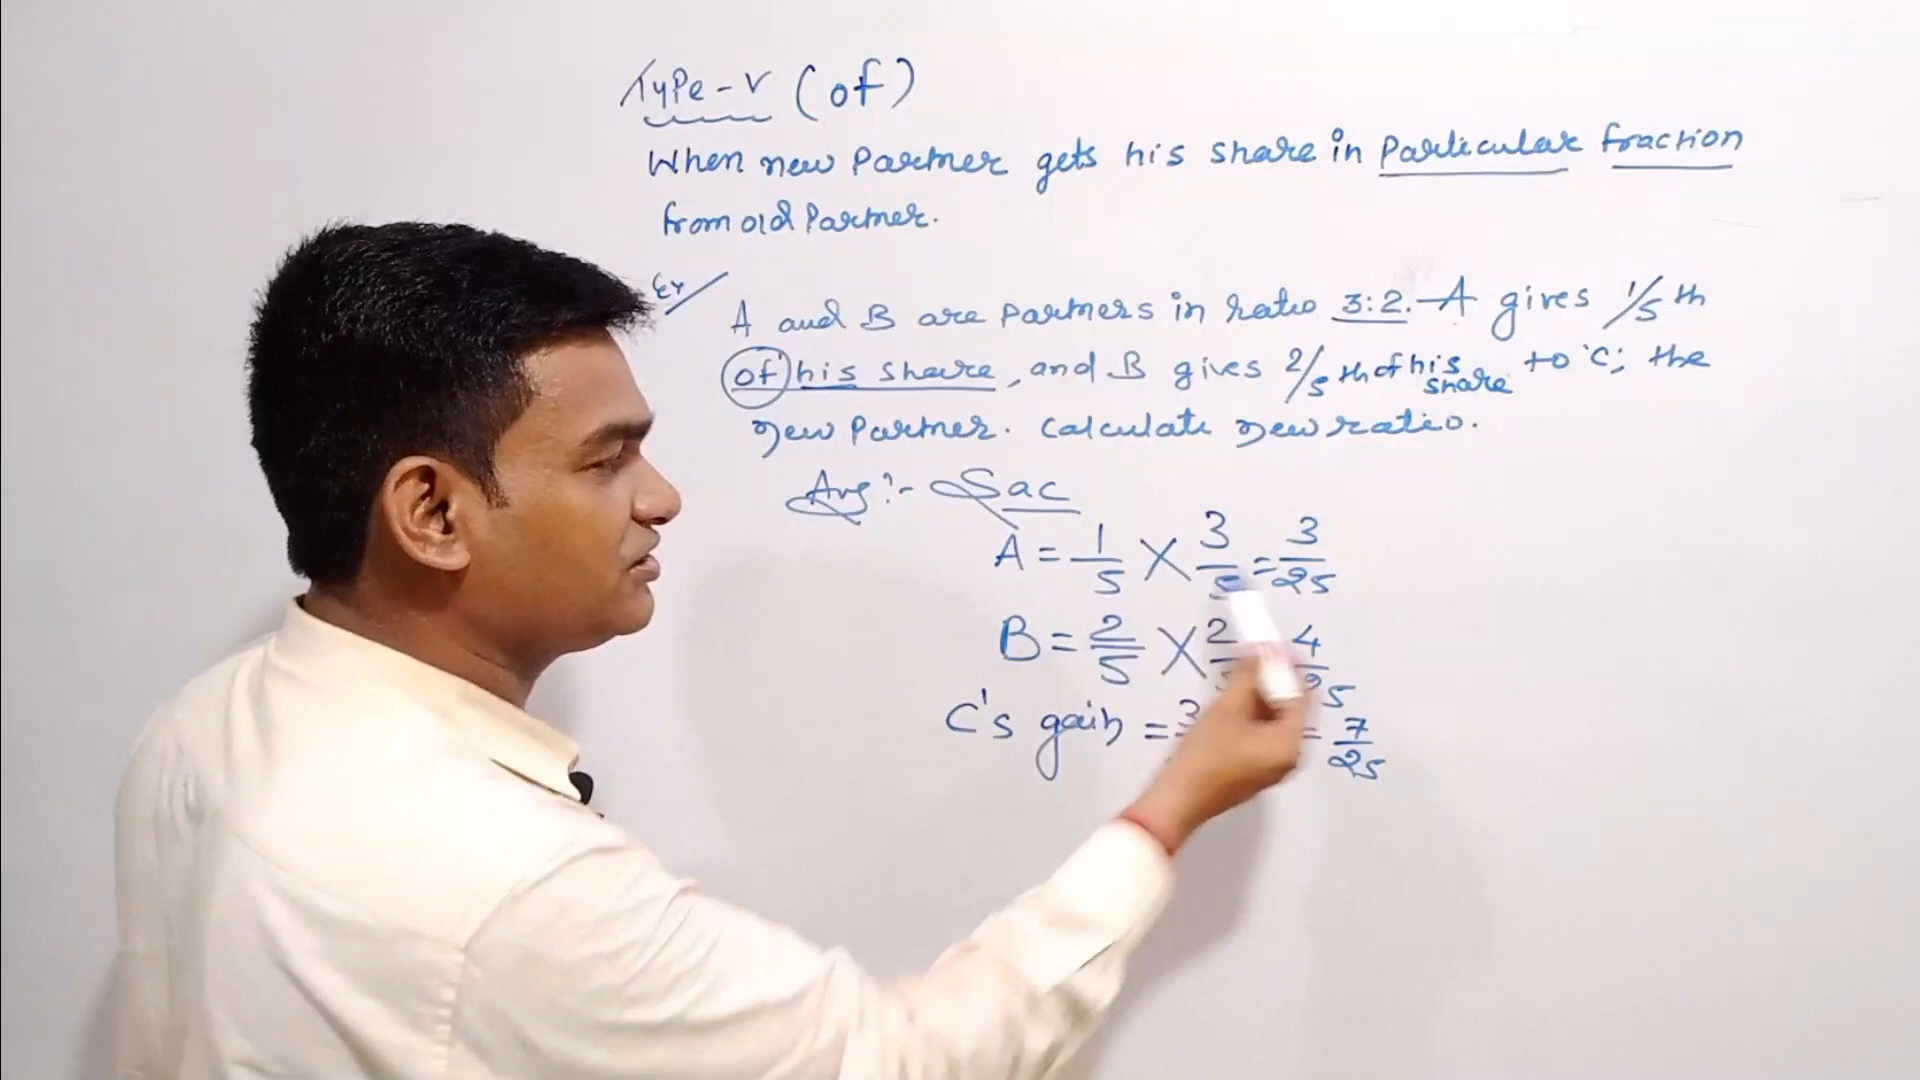 Type-V (of)
When new Partner gets his share in Particular fraction
from old Partner.
Ex
A and B are partners in ratio 3:2. A gives 1/5 th
of his share, and B gives 2/5 th of his share to 'C; the
new Partner. Calculate new ratio.
Ans:- Sac
A = 1/5 X 3/5 = 3/25
B = 2/5 X 2 4/25
C's gain = 3 = 7/25